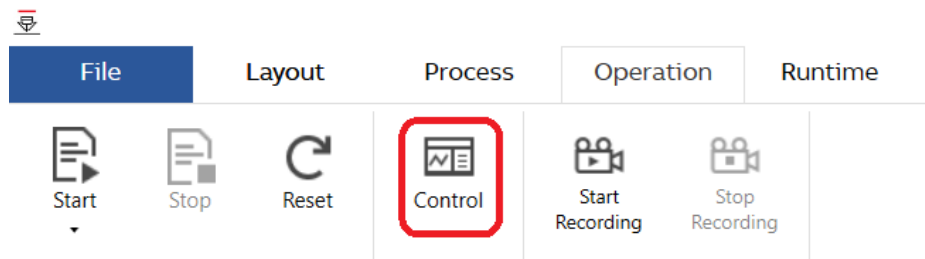 File Layout Process Operation Runtime
Start Stop Reset Control Start Recording Stop Recording